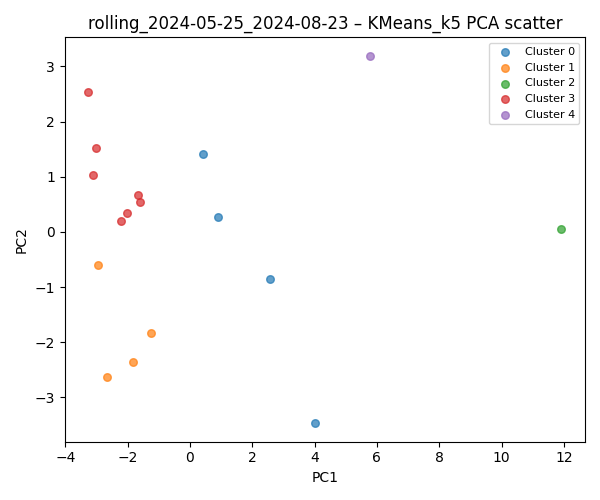 rolling_2024-05-25_2024-08-23 – KMeans_k5 PCA scatter
Cluster 0
Cluster 1
Cluster 2
Cluster 3
Cluster 4
PC2
3
2
1
0
−1
−2
−3
−4
−2
0
2
4
6
8
10
12
PC1